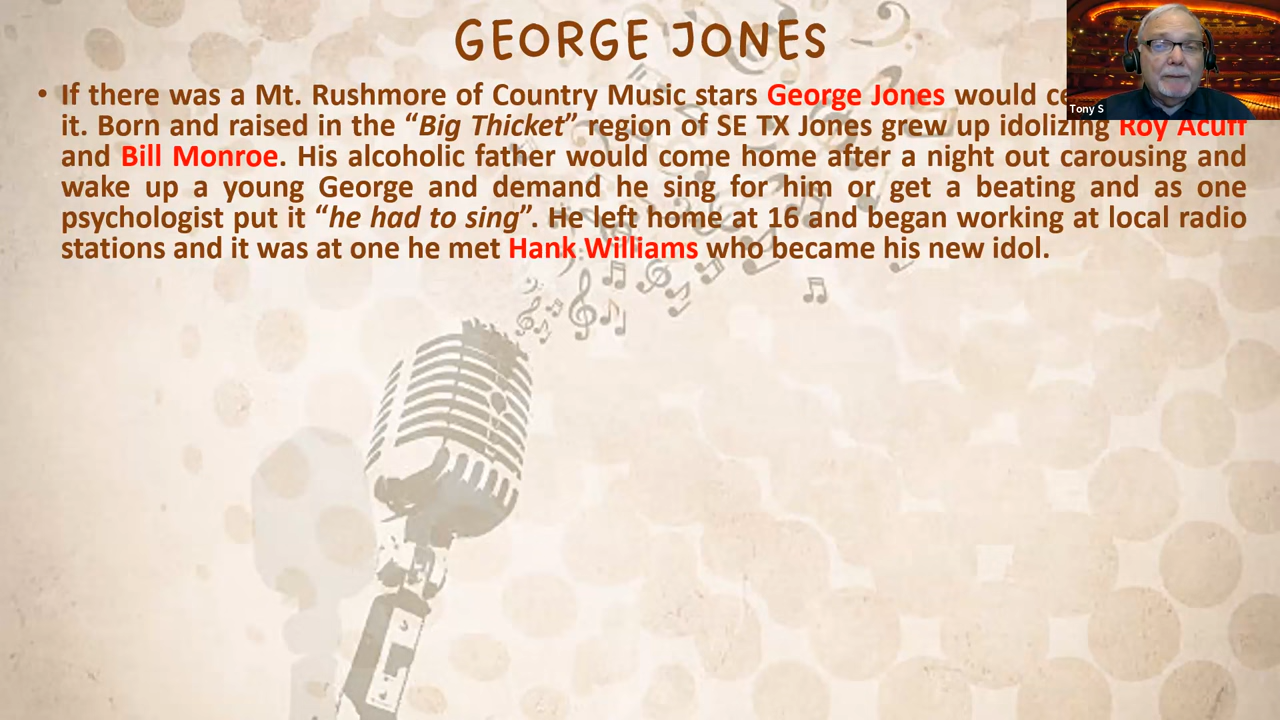 GEORGE JONES
• If there was a Mt. Rushmore of Country Music stars George Jones would
it. Born and raised in the “Big Thicket” region of SE TX Jones grew up idolizing Roy Acuff
and Bill Monroe. His alcoholic father would come home after a night out carousing and
wake up a young George and demand he sing for him or get a beating and as one
psychologist put it “he had to sing”. He left home at 16 and began working at local radio
stations and it was at one he met Hank Williams who became his new idol.
Tony S